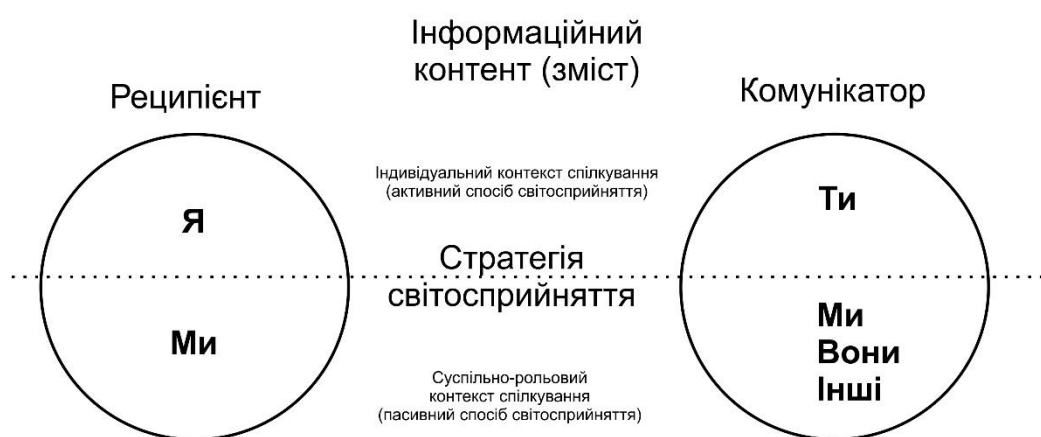 Інформаційний
контент (зміст)
Реципієнт
Комунікатор
Індивідуальний контекст спілкування
(активний спосіб світосприйняття)
Я
Ти
Стратегія
світосприйняття
Ми
Ми
Вони
Інші
Суспільно-рольовий
контекст спілкування
(пасивний спосіб світосприйняття)